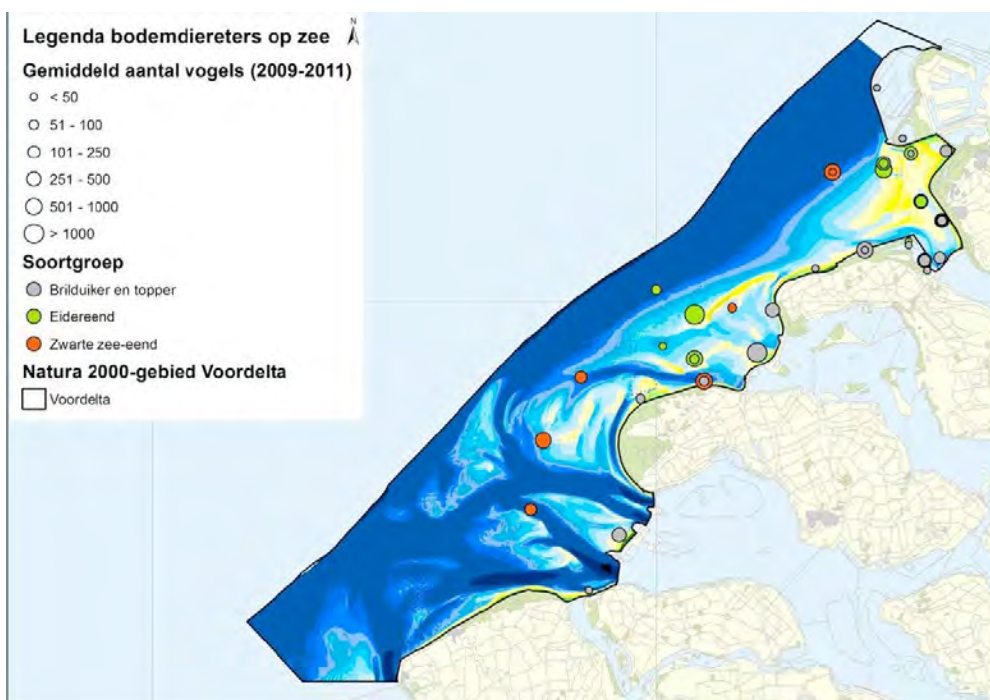 Legenda bodemdiereters op zee
N
Gemiddeld aantal vogels (2009-2011)
< 50
51 - 100
101 - 250
251 - 500
501 - 1000
> 1000
Soortgroep
Brilduiker en topper
Eidereend
Zwarte zee-eend
Natura 2000-gebied Voordelta
Voordelta